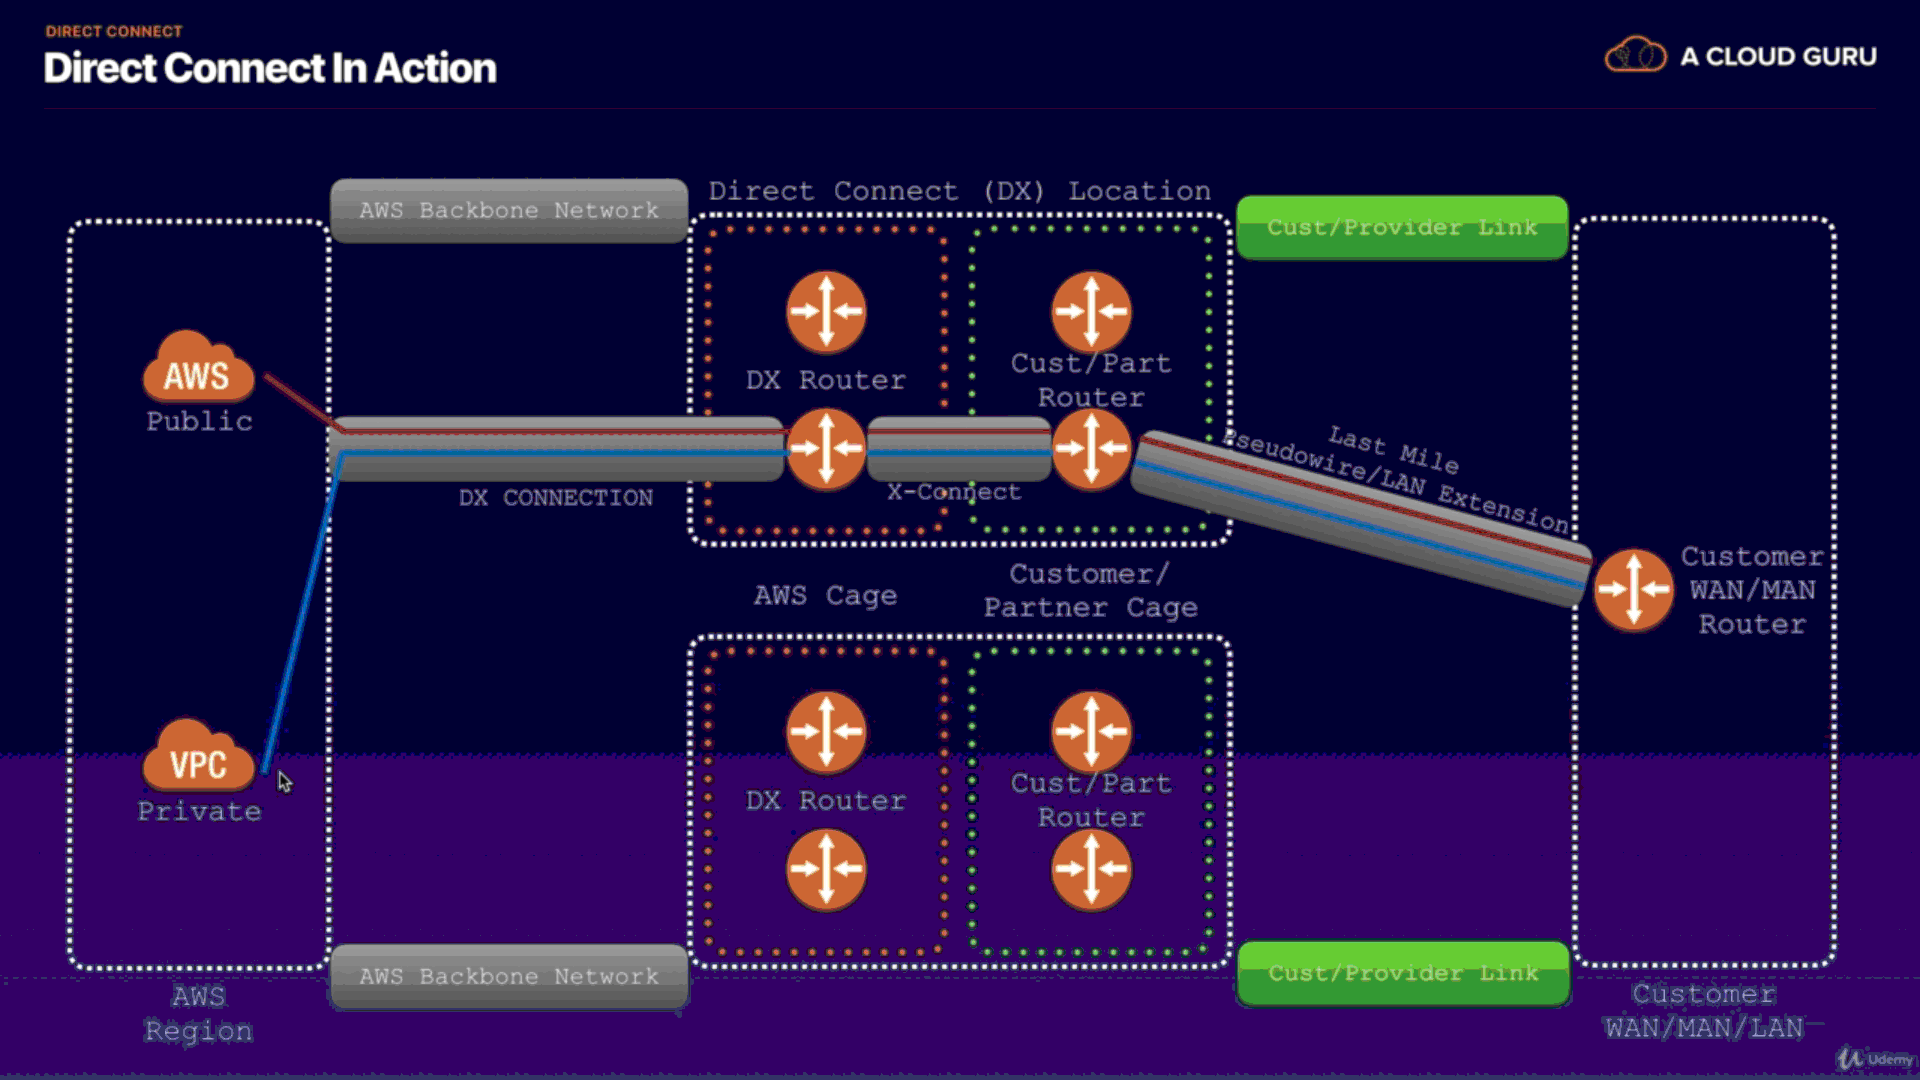 DIRECT CONNECT
Direct Connect In Action
A CLOUD GURU
AWS Backbone Network
Direct Connect (DX) Location
Cust/Provider Link
DX Router
Cust/Part
Router
AWS
Public
DX CONNECTION
X-Connect
Last Mile
Pseudowire/LAN Extension
Customer
WAN/MAN
Router
AWS Cage
Customer/
Partner Cage
VPC
Private
DX Router
Cust/Part
Router
AWS Backbone Network
Cust/Provider Link
AWS
Region
Customer
WAN/MAN/LAN
Udemy